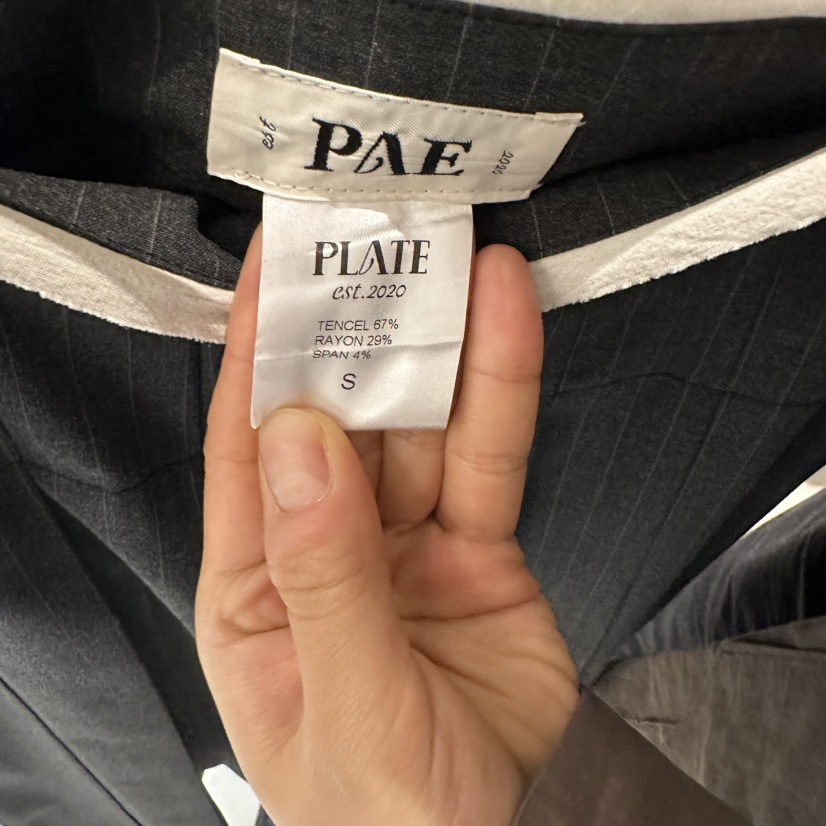 est PAE 2020
PLATE
est.2020
TENCEL 67%
RAYON 29%
SPAN 4%
S